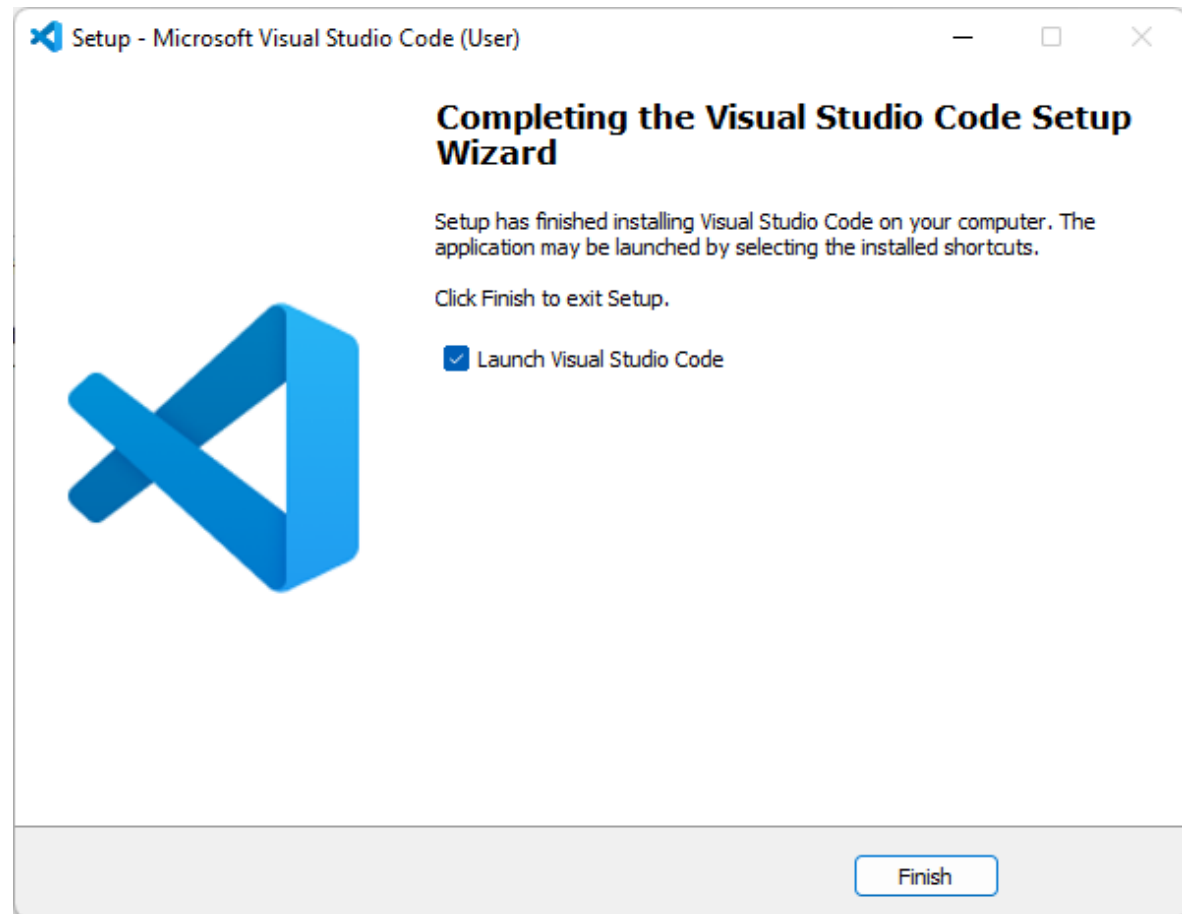 Setup - Microsoft Visual Studio Code (User)
Completing the Visual Studio Code Setup
Wizard
Setup has finished installing Visual Studio Code on your computer. The
application may be launched by selecting the installed shortcuts.
Click Finish to exit Setup.
Launch Visual Studio Code
Finish